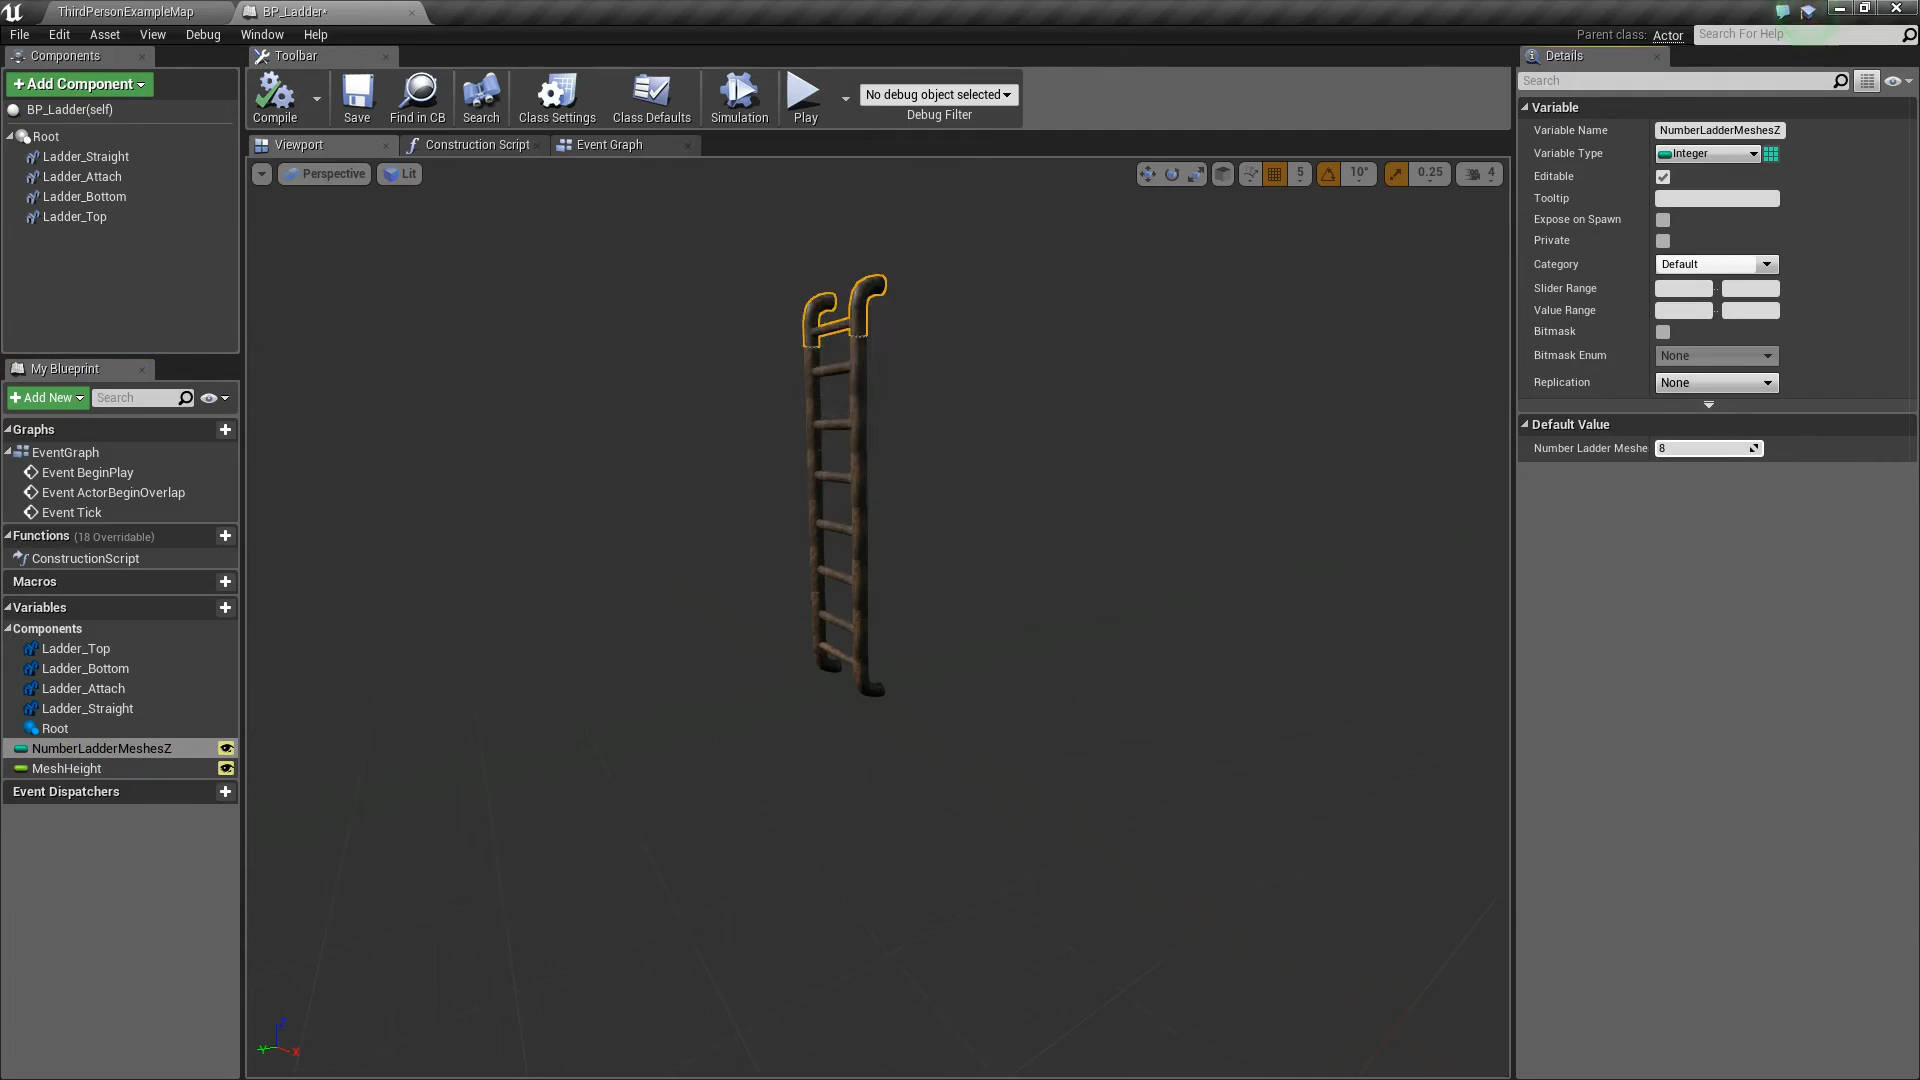 ThirdPersonExampleMap
BP_Ladder*
File Edit Asset View Debug Window Help
Parent class: Actor
Search For Help
Components
+Add Component
BP_Ladder(self)
Root
Ladder_Straight
Ladder_Attach
Ladder_Bottom
Ladder_Top
My Blueprint
+Add New
Search
Graphs
EventGraph
Event BeginPlay
Event ActorBeginOverlap
Event Tick
Functions (18 Overridable)
ConstructionScript
Macros
Variables
Components
Ladder_Top
Ladder_Bottom
Ladder_Attach
Ladder_Straight
Root
NumberLadderMeshesZ
MeshHeight
Event Dispatchers
Toolbar
Compile
Save
Find in CB
Search
Class Settings
Class Defaults
Simulation
Play
No debug object selected
Debug Filter
Viewport
Construction Script
Event Graph
Perspective
Lit
5
10°
0.25
4
Z
Y
X
Details
Search
Variable
Variable Name NumberLadderMeshesZ
Variable Type Integer
Editable
Tooltip
Expose on Spawn
Private
Category Default
Slider Range
Value Range
Bitmask
Bitmask Enum None
Replication None
Default Value
Number Ladder Meshe 8